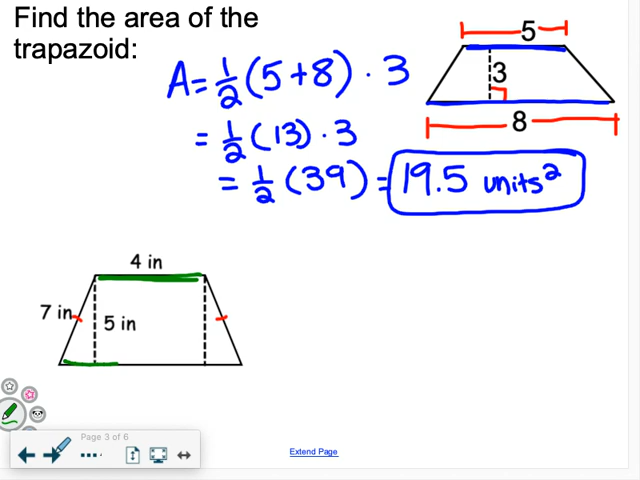 Find the area of the
trapazoid:
A = 1/2 (5 + 8) · 3
= 1/2 (13) · 3
= 1/2 (39) = 19.5 units²
5
3
8
4 in
7 in
5 in
Page 3 of 6
Extend Page